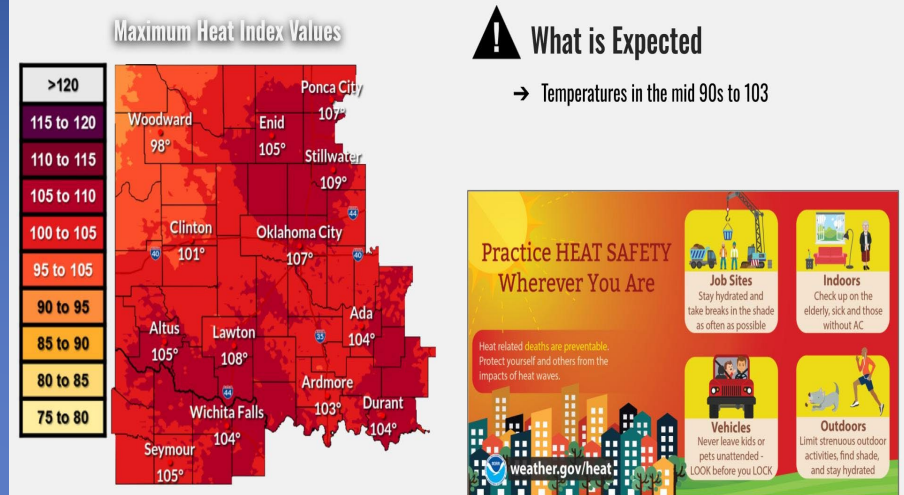 Maximum Heat Index Values
>120
115 to 120
110 to 115
105 to 110
100 to 105
95 to 105
90 to 95
85 to 90
80 to 85
75 to 80
Ponca City
107°
Woodward
98°
Enid
105°
Stillwater
109°
44
Clinton
101°
40
Oklahoma City
107°
40
Ada
104°
35
Altus
105°
Lawton
108°
44
Ardmore
103°
Durant
104°
Wichita Falls
104°
Seymour
105°
! What is Expected
→ Temperatures in the mid 90s to 103
Practice HEAT SAFETY
Wherever You Are
Heat related deaths are preventable.
Protect yourself and others from the
impacts of heat waves.
weather.gov/heat
Job Sites
Stay hydrated and
take breaks in the shade
as often as possible
Indoors
Check up on the
elderly, sick and those
without AC
Vehicles
Never leave kids or
pets unattended -
LOOK before you LOCK
Outdoors
Limit strenuous outdoor
activities, find shade,
and stay hydrated